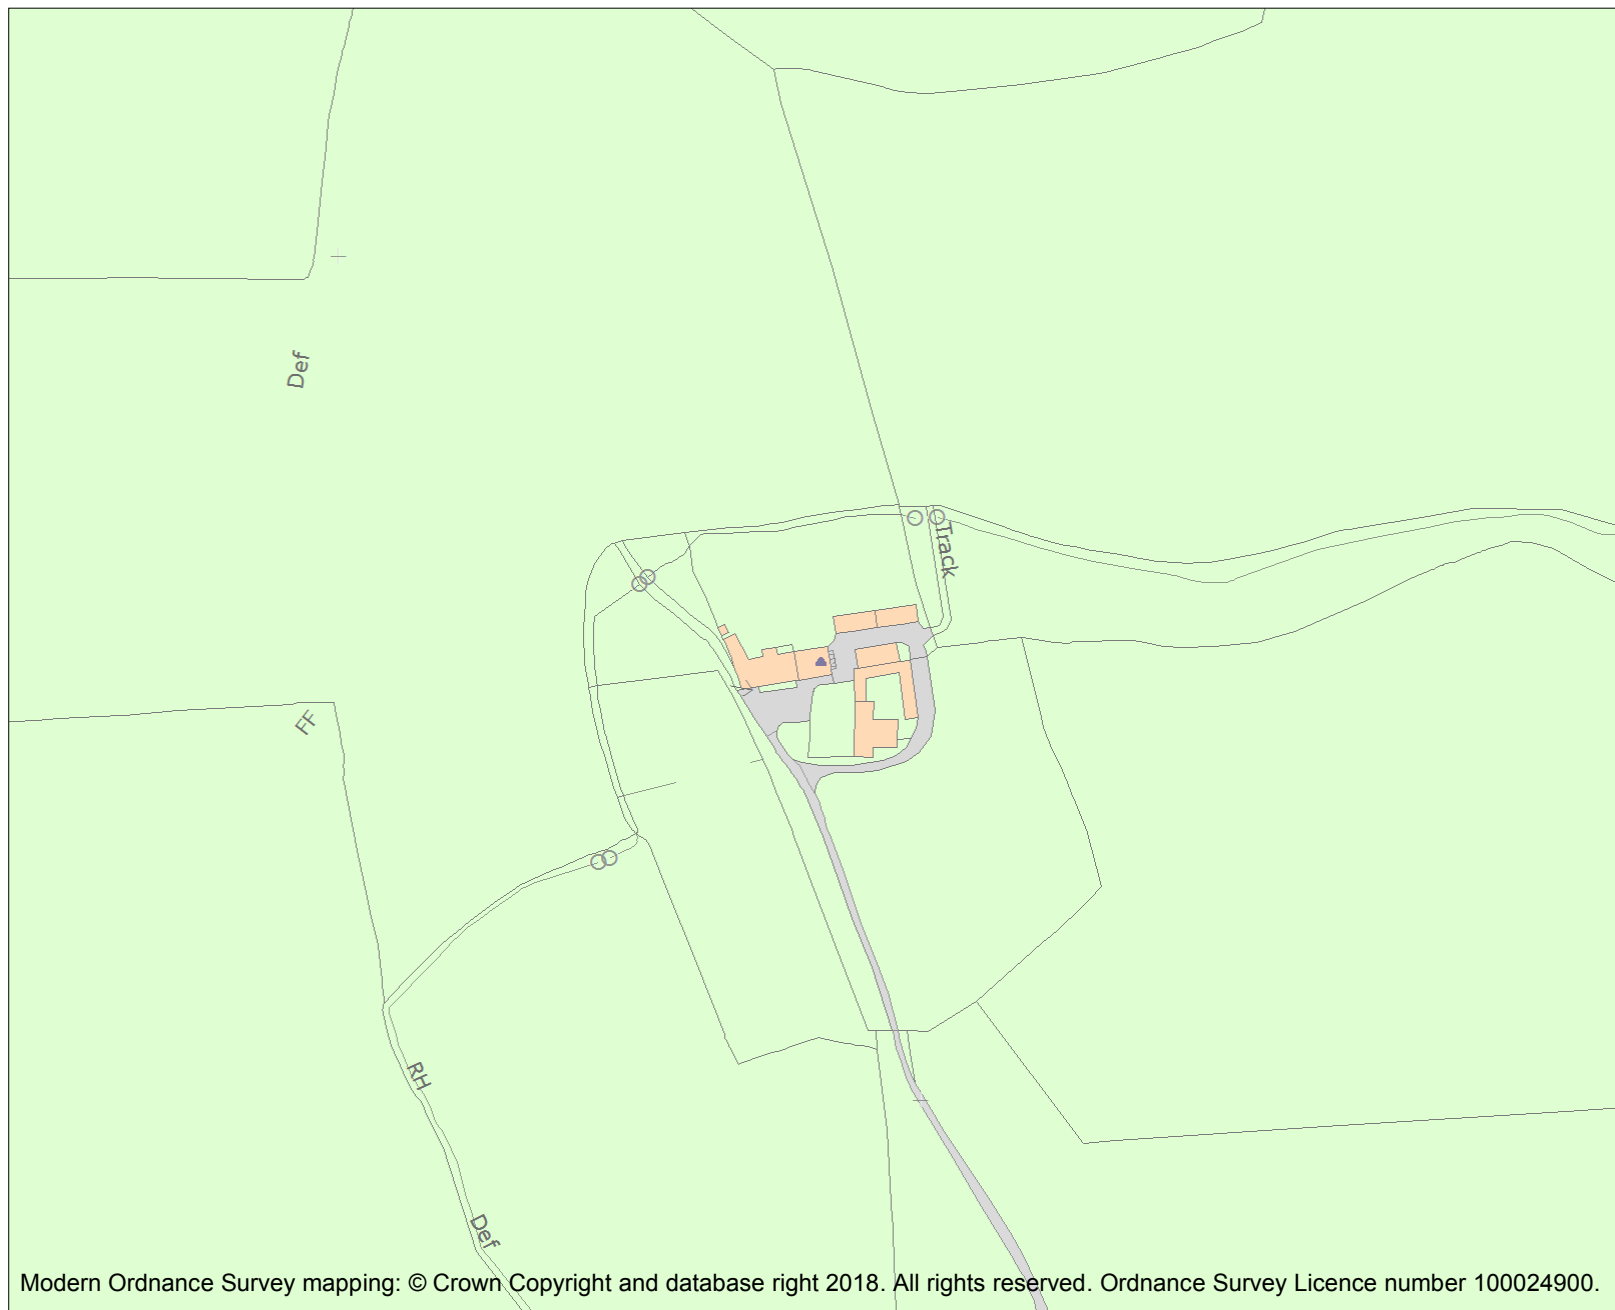 Def
Track
FF
RH
Def
Modern Ordnance Survey mapping: © Crown Copyright and database right 2018. All rights reserved. Ordnance Survey Licence number 100024900.